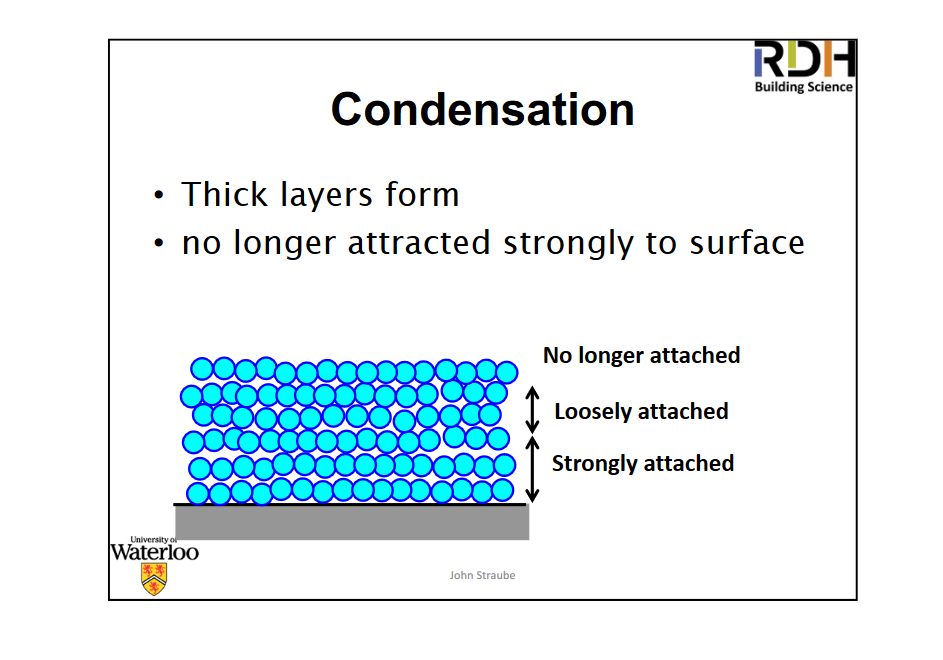 RDH
Building Science
Condensation
• Thick layers form
• no longer attracted strongly to surface
No longer attached
Loosely attached
Strongly attached
University of
Waterloo
John Straube